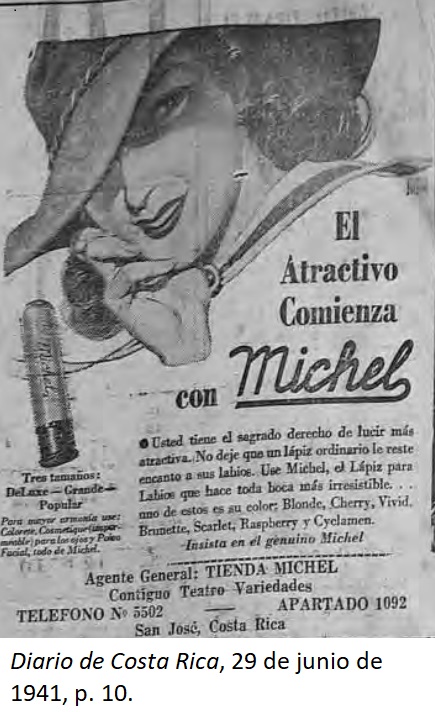 El
Atractivo
Comienza
con Michel
Usted tiene el sagrado derecho de lucir más
atractiva. No deje que un lápiz ordinario le reste
encanto a sus labios. Use Michel, el Lápiz para
Labios que hace toda boca más irresistible. . .
uno de estos es su color: Blonde, Cherry, Vivid,
Brunette, Scarlet, Raspberry y Cyclamen.
Insista en el genuino Michel
Tres tamaños:
DeLuxe — Grande —
Popular
Para mayor armonía use:
Colorete, Cosmetique (imper-
meable) para los ojos y Polvo
Facial, todo de Michel.
Agente General: TIENDA MICHEL
Contiguo Teatro Variedades
TELEFONO Nº 5502 — APARTADO 1092
San José, Costa Rica
Diario de Costa Rica, 29 de junio de
1941, p. 10.